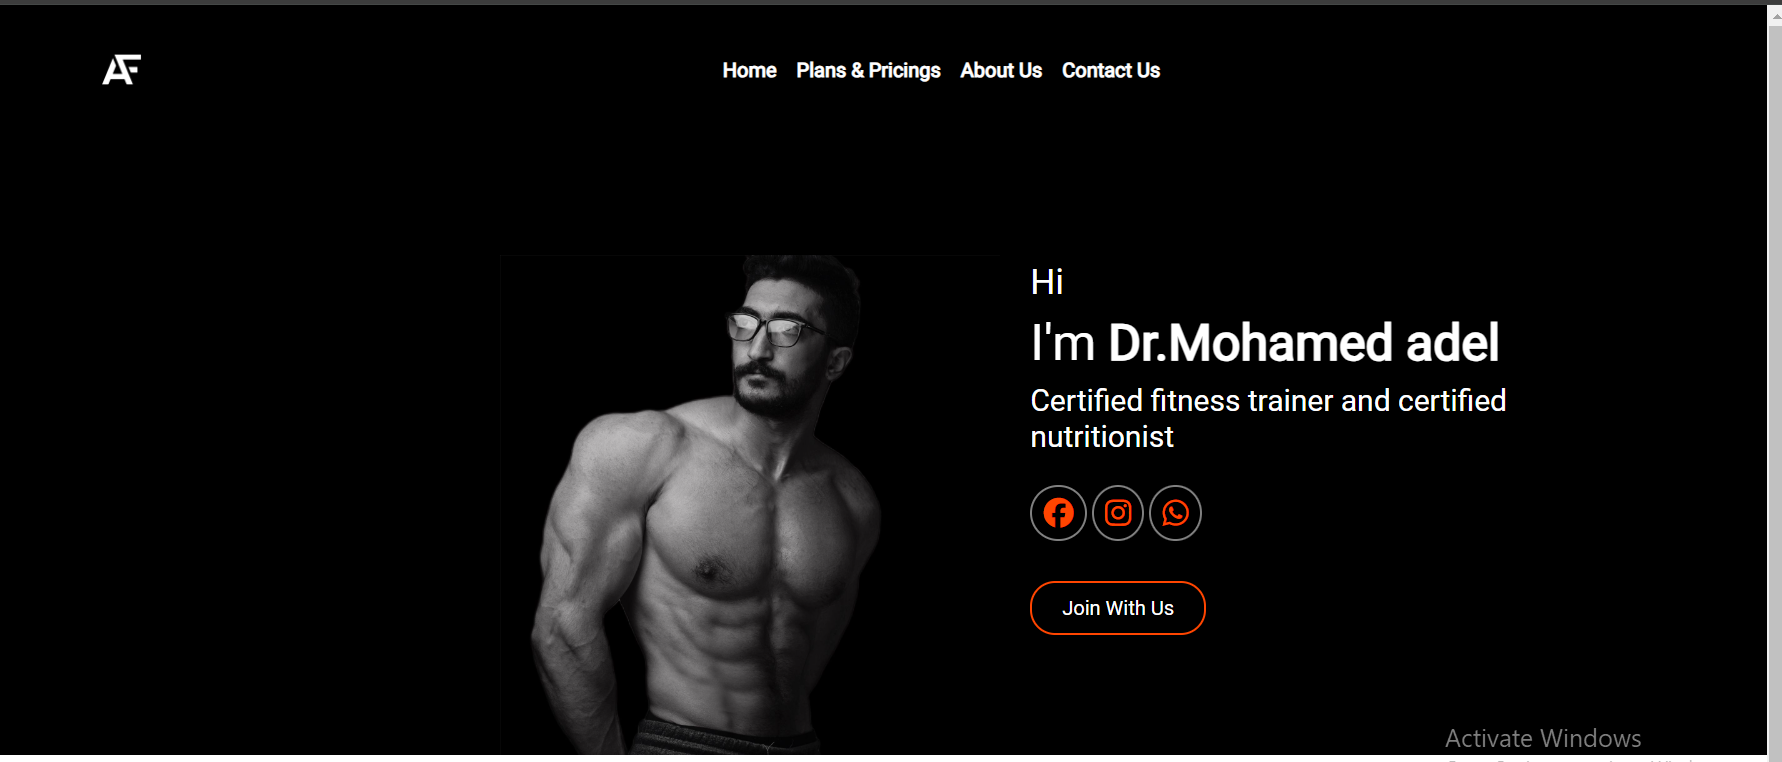 AF
Home Plans & Pricings About Us Contact Us
Hi
I'm Dr.Mohamed adel
Certified fitness trainer and certified
nutritionist
Join With Us
Activate Windows